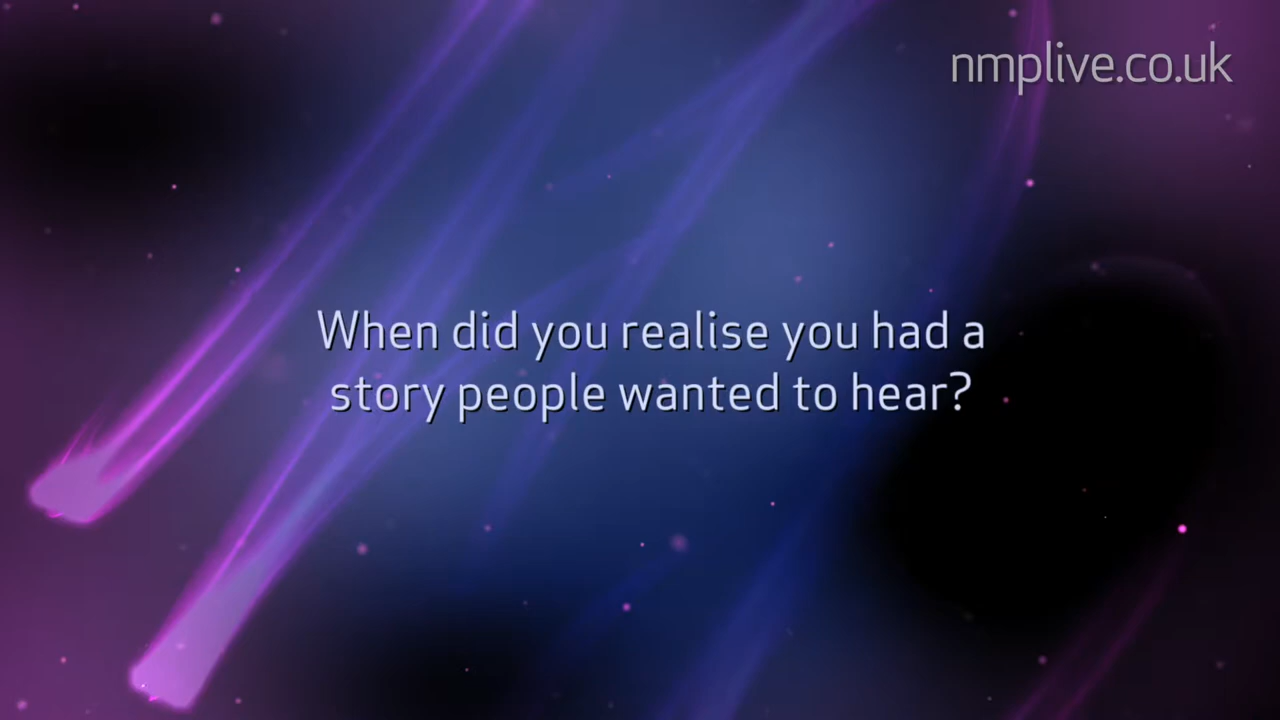 nmplive.co.uk
When did you realise you had a
story people wanted to hear?